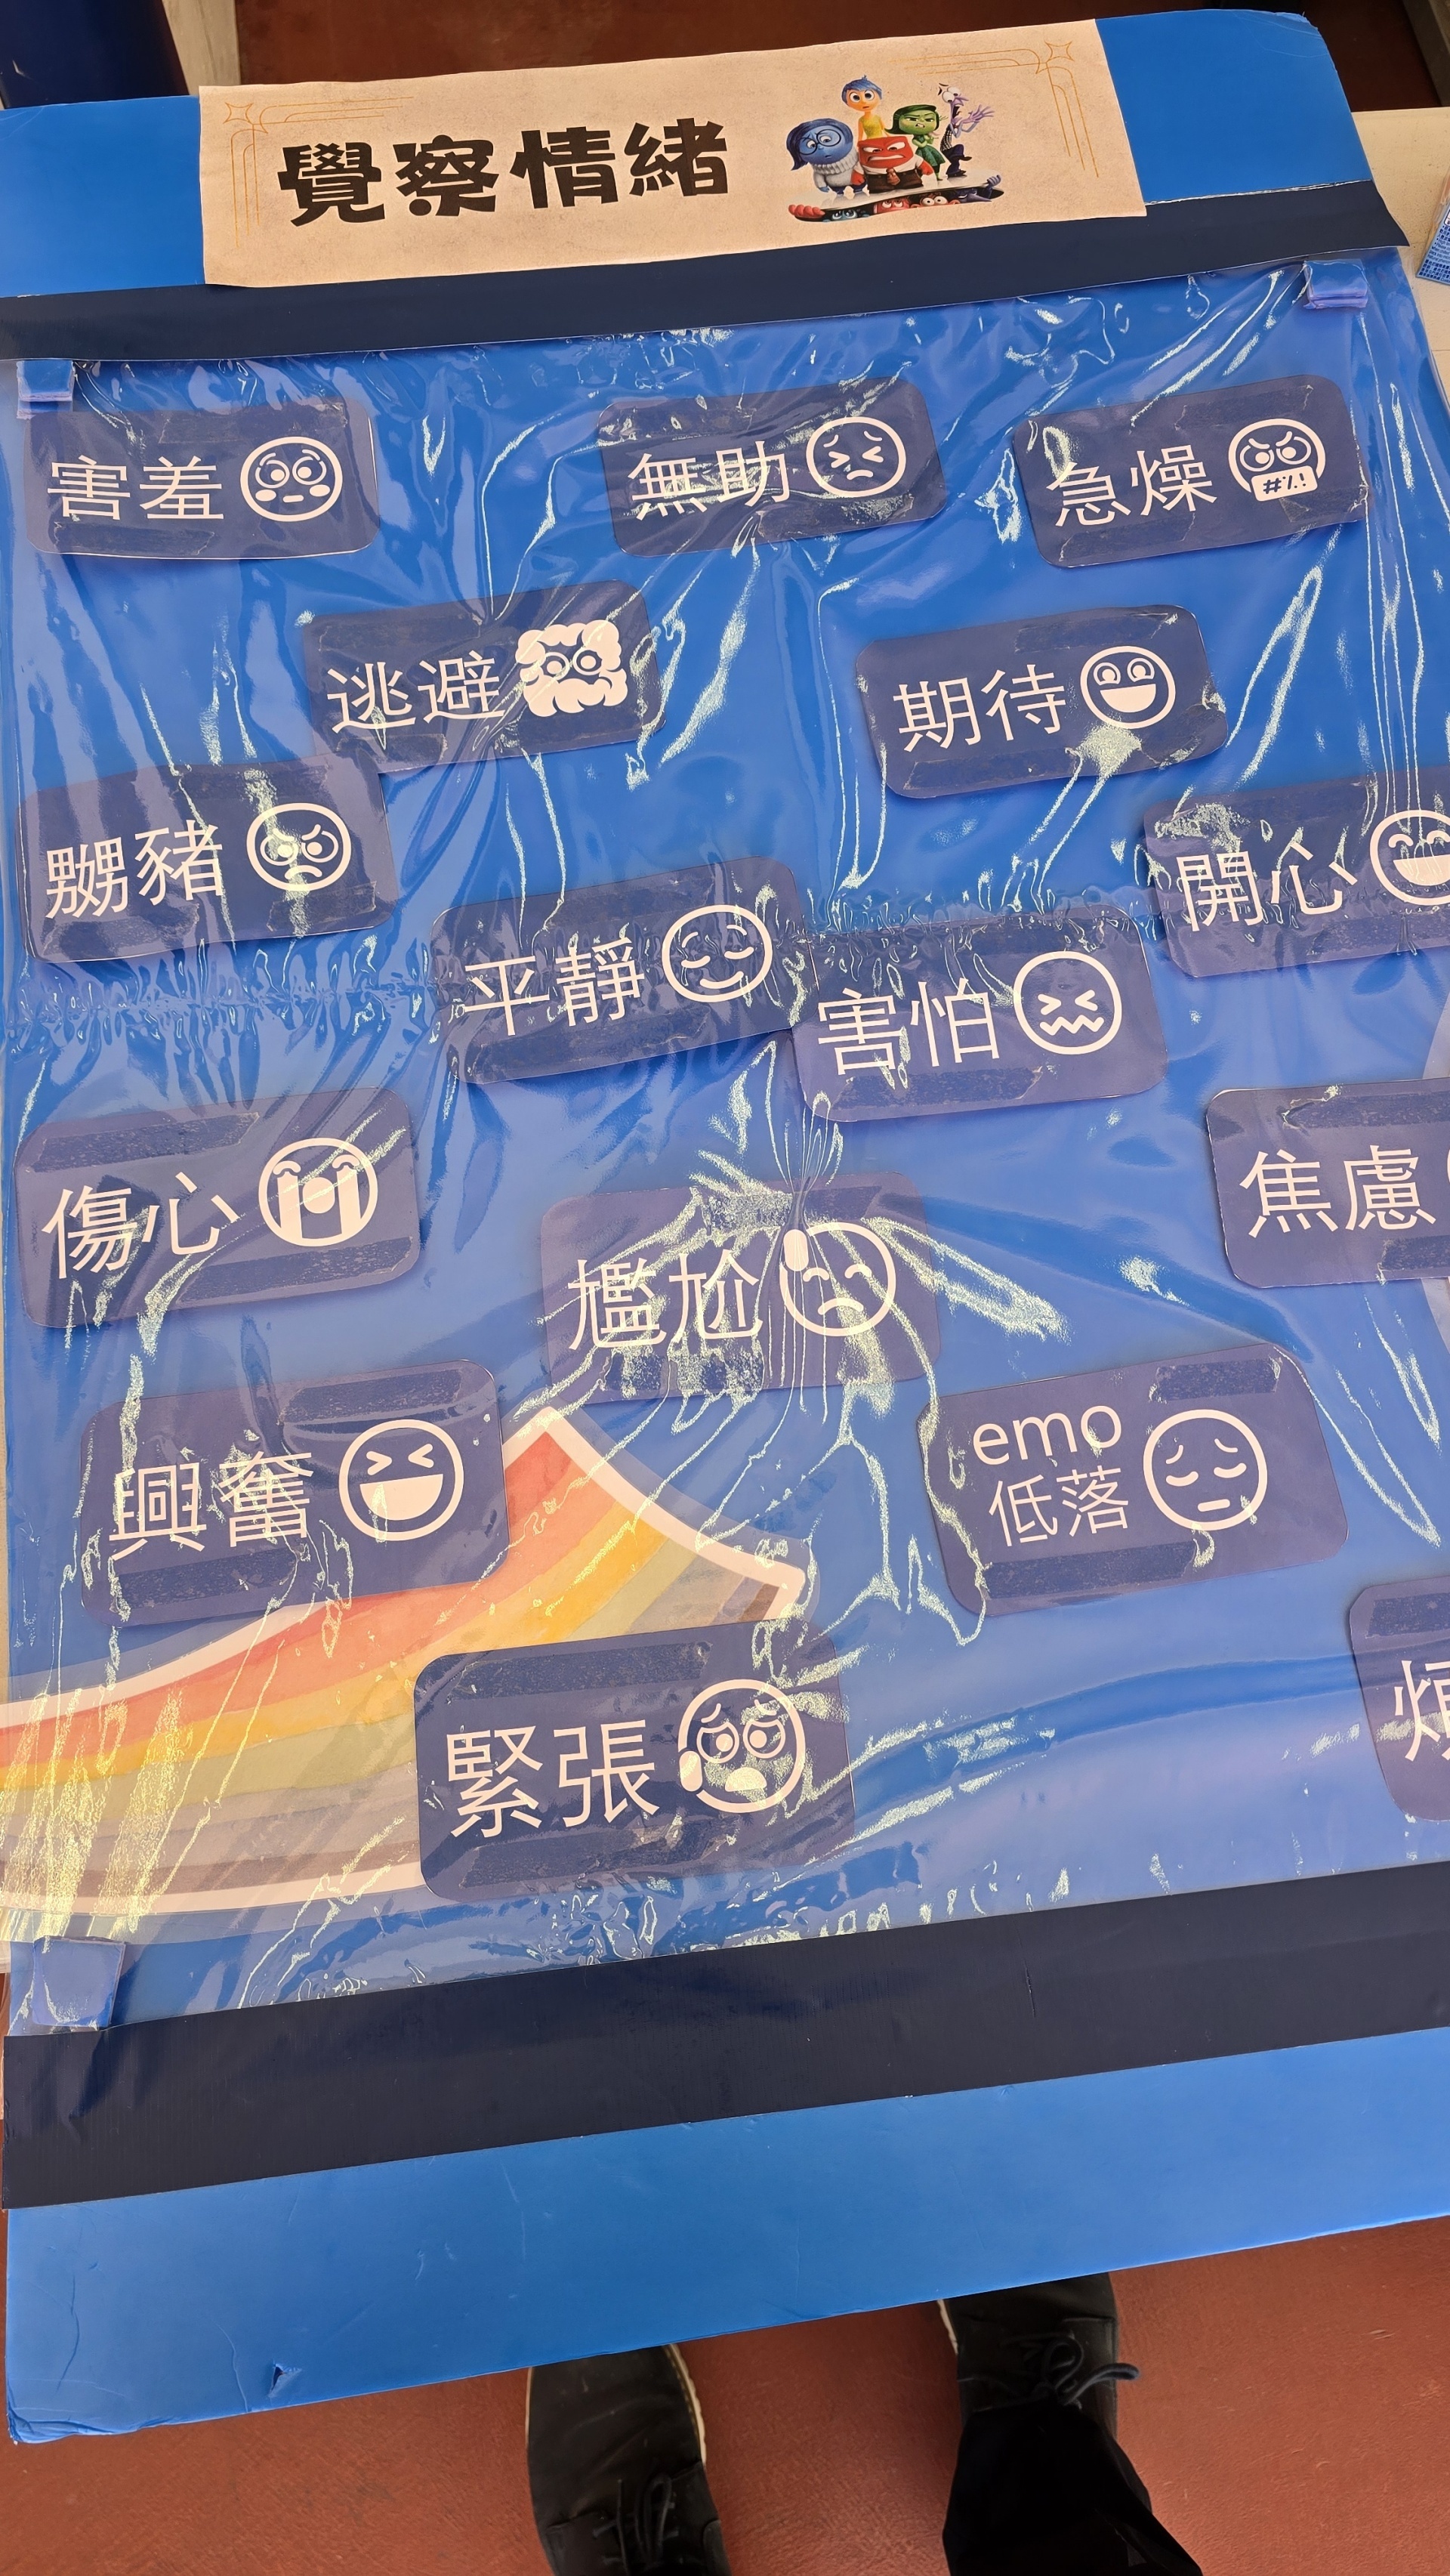 覺察情緒
害羞
無助
急燥
#%!
逃避
期待
嬲豬
開心
平靜
害怕
傷心
焦慮
尷尬
興奮
emo
低落
緊張